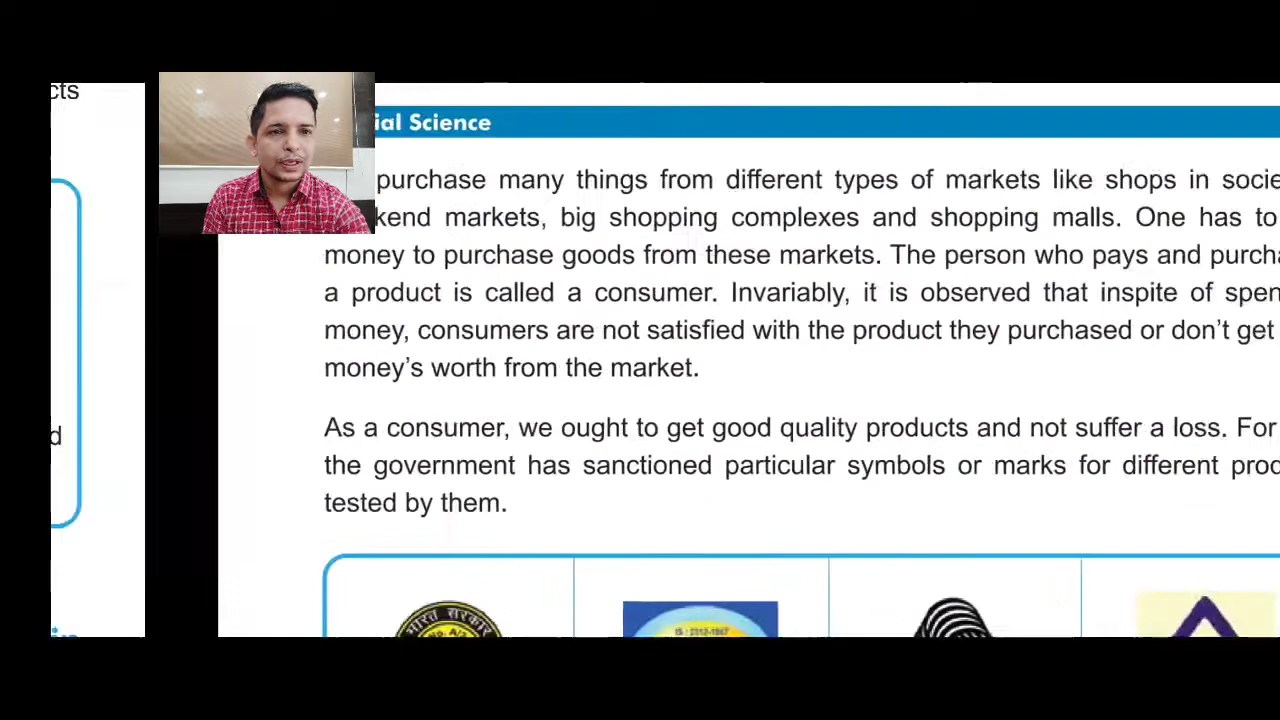 cts
ial Science
purchase many things from different types of markets like shops in socie
kend markets, big shopping complexes and shopping malls. One has to
money to purchase goods from these markets. The person who pays and purcha
a product is called a consumer. Invariably, it is observed that inspite of spen
money, consumers are not satisfied with the product they purchased or don’t get
money’s worth from the market.
d
As a consumer, we ought to get good quality products and not suffer a loss. For
the government has sanctioned particular symbols or marks for different prod
tested by them.
भारत सरकार
IS : 2312-1967